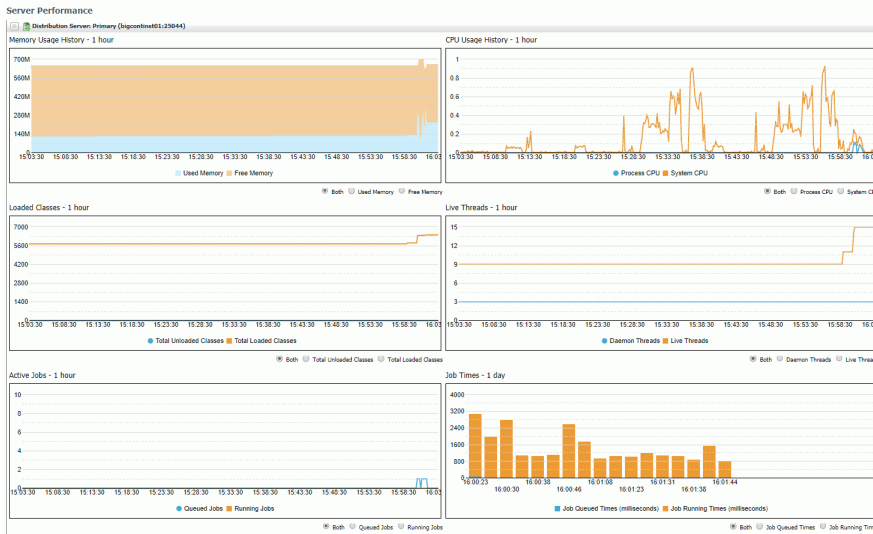 Server Performance
Distribution Server: Primary (bigcontinst01:25044)
Memory Usage History - 1 hour
700M
560M
420M
280M
140M
0
15:03.30 15:08.30 15:13.30 15:18.30 15:23.30 15:28.30 15:33.30 15:38.30 15:43.30 15:48.30 15:53.30 15:58.30 16:03
Used Memory Free Memory
Both Used Memory Free Memory
CPU Usage History - 1 hour
1
0.8
0.6
0.4
0.2
0
15:03.30 15:08.30 15:13.30 15:18.30 15:23.30 15:28.30 15:33.30 15:38.30 15:43.30 15:48.30 15:53.30 15:58.30 16:0
Process CPU System CPU
Both Process CPU System C
Loaded Classes - 1 hour
7000
5600
4200
2800
1400
0
15:03.30 15:08.30 15:13.30 15:18.30 15:23.30 15:28.30 15:33.30 15:38.30 15:43.30 15:48.30 15:53.30 15:58.30 16:03
Total Unloaded Classes Total Loaded Classes
Both Total Unloaded Classes Total Loaded Classes
Live Threads - 1 hour
15
12
9
6
3
0
15:03.30 15:08.30 15:13.30 15:18.30 15:23.30 15:28.30 15:33.30 15:38.30 15:43.30 15:48.30 15:53.30 15:58.30 16:0
Daemon Threads Live Threads
Both Daemon Threads Live Threa
Active Jobs - 1 hour
10
8
6
4
2
0
15:03.30 15:08.30 15:13.30 15:18.30 15:23.30 15:28.30 15:33.30 15:38.30 15:43.30 15:48.30 15:53.30 15:58.30 16:03
Queued Jobs Running Jobs
Both Queued Jobs Running Jobs
Job Times - 1 day
4000
3200
2400
1600
800
0
16:00:23 16:00:38 16:01:08 16:01:31 16:01.44
16:00:30 16:00:46 16:01:23 16:01:38
Job Queued Times (milliseconds) Job Running Times (milliseconds)
Both Job Queued Times Job Running Tim